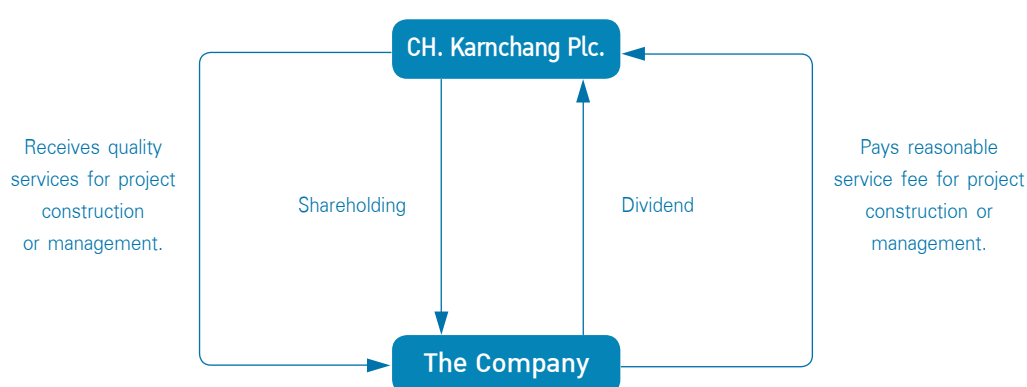 CH. Karnchang Plc.
Receives quality
services for project
construction
or management.
Shareholding
Dividend
Pays reasonable
service fee for project
construction or
management.
The Company